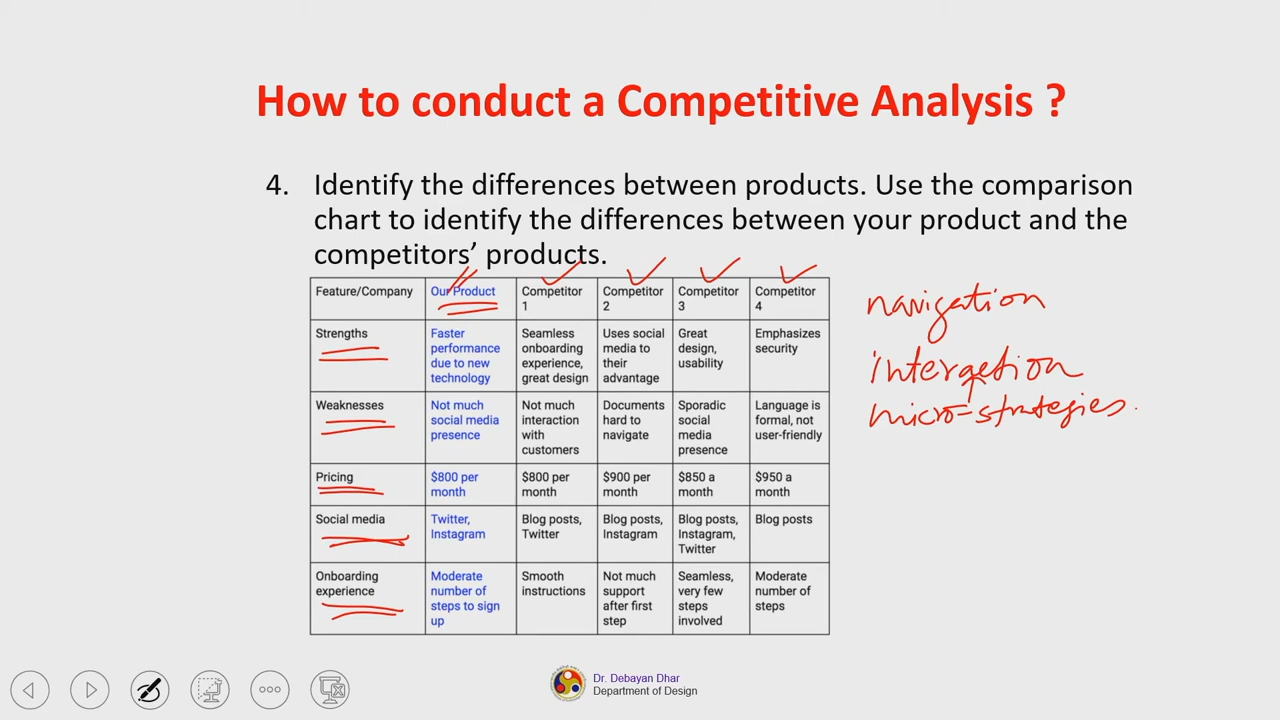 How to conduct a Competitive Analysis ?
4. Identify the differences between products. Use the comparison
chart to identify the differences between your product and the
competitors’ products.
Feature/Company Our Product Competitor 1 Competitor 2 Competitor 3 Competitor 4
Strengths Faster performance due to new technology Seamless onboarding experience, great design Uses social media to their advantage Great design, usability Emphasizes security
Weaknesses Not much social media presence Not much interaction with customers Documents hard to navigate Sporadic social media presence Language is formal, not user-friendly
Pricing $800 per month $800 per month $900 per month $850 a month $950 a month
Social media Twitter, Instagram Blog posts, Twitter Blog posts, Instagram Blog posts, Instagram, Twitter Blog posts
Onboarding experience Moderate number of steps to sign up Smooth instructions Not much support after first step Seamless, very few steps involved Moderate number of steps
navigation
interaction
micro-strategies.
Dr. Debayan Dhar
Department of Design